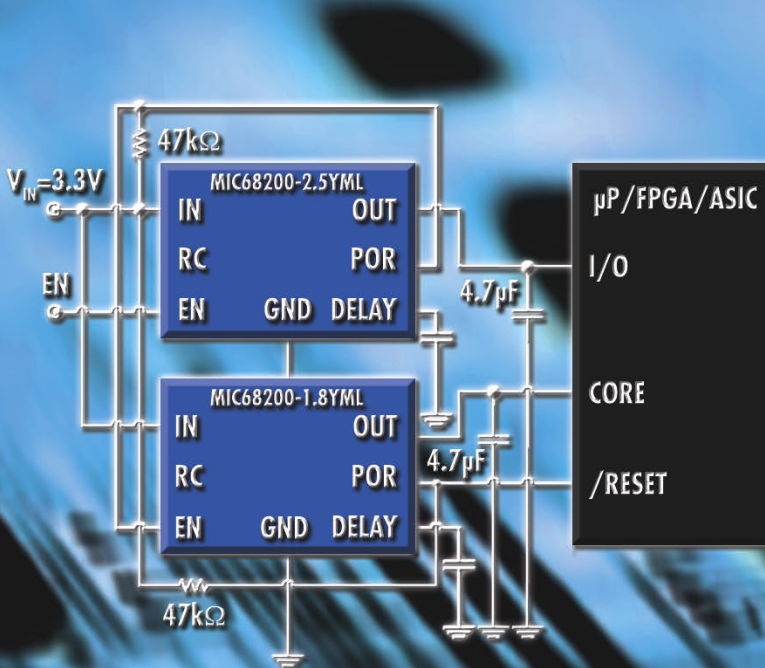 47kΩ
V_IN=3.3V
EN
MIC68200-2.5YML
IN OUT
RC POR
EN GND DELAY
4.7µF
MIC68200-1.8YML
IN OUT
RC POR
EN GND DELAY
4.7µF
47kΩ
µP/FPGA/ASIC
I/O
CORE
/RESET